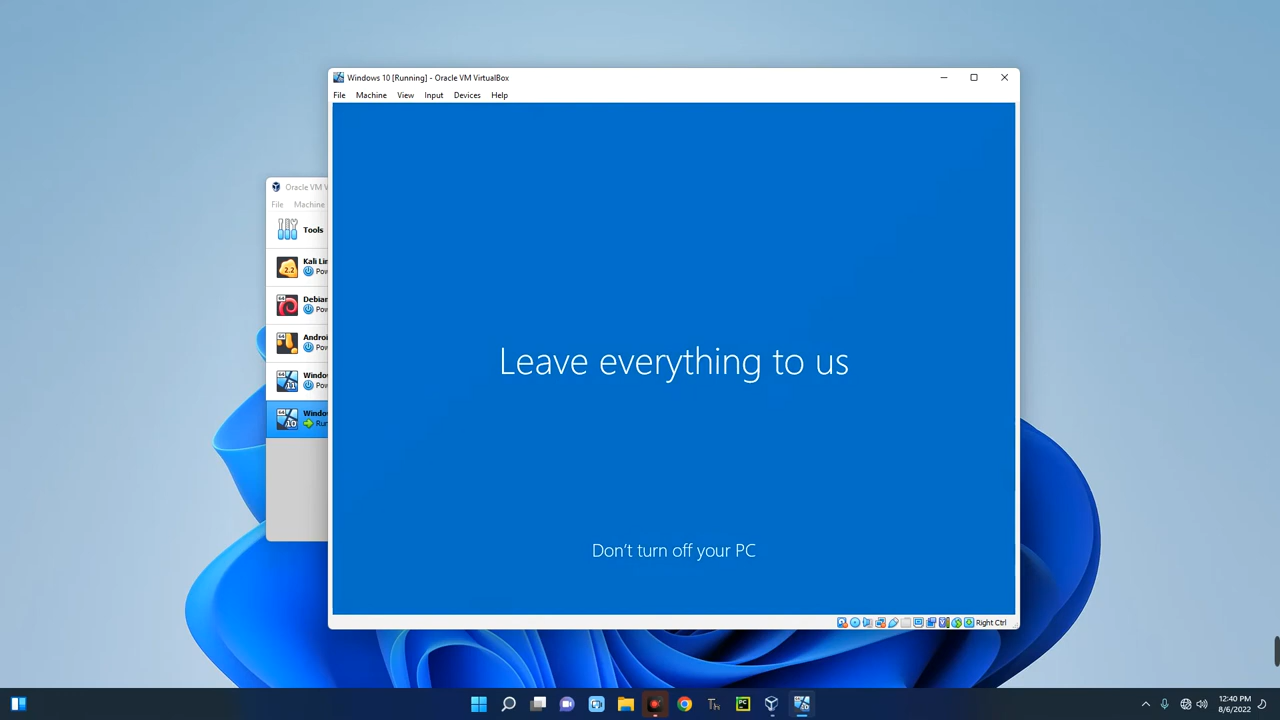 Windows 10 [Running] - Oracle VM VirtualBox
File Machine View Input Devices Help
Oracle VM V
File Machine
Tools
Kali Lin
Pow
Debian
Pow
Androi
Pow
Windo
Pow
Windo
Run
Leave everything to us
Don't turn off your PC
Right Ctrl
12:40 PM
8/6/2022